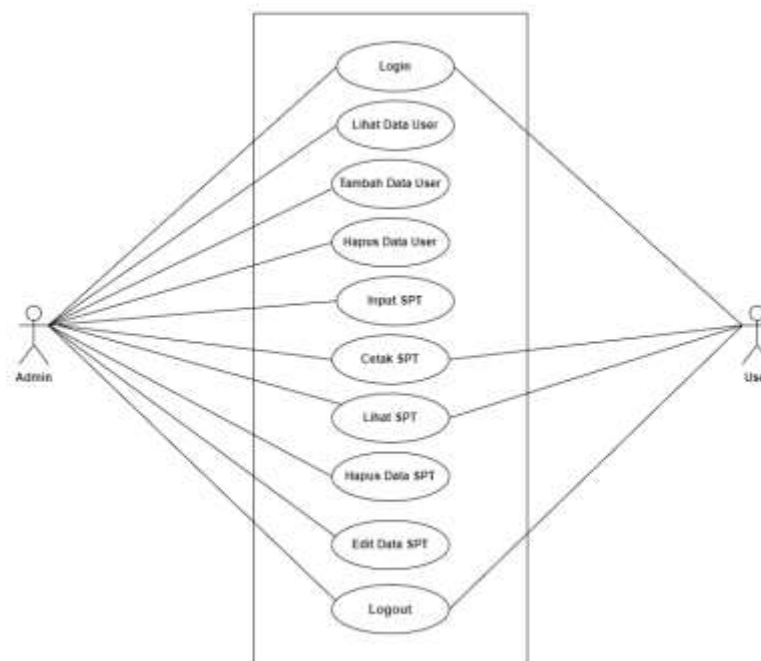 Login
Lihat Data User
Tambah Data User
Hapus Data User
Input SPT
Cetak SPT
Admin
Lihat SPT
Hapus Data SPT
Edit Data SPT
Logout